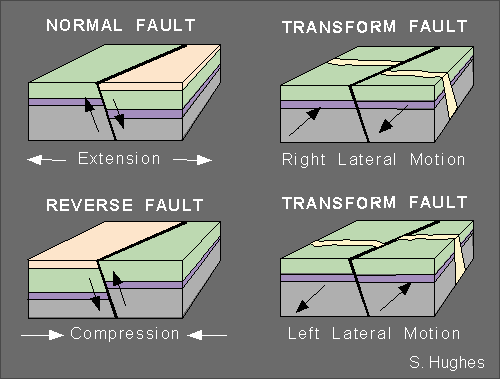 NORMAL FAULT
TRANSFORM FAULT
Extension
Right Lateral Motion
REVERSE FAULT
TRANSFORM FAULT
Compression
Left Lateral Motion
S. Hughes